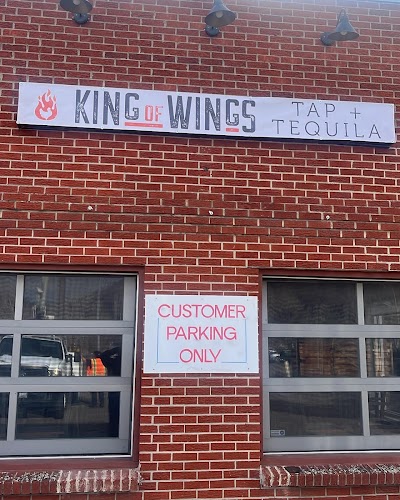 KING OF WINGS
TAP +
TEQUILA
CUSTOMER
PARKING
ONLY